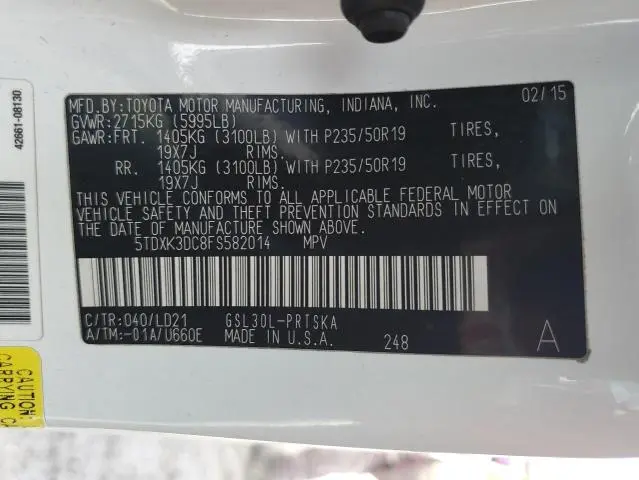 MFD.BY:TOYOTA MOTOR MANUFACTURING, INDIANA, INC. 02/15
GVWR:2715KG (5995LB)
GAWR:FRT. 1405KG (3100LB) WITH P235/50R19 TIRES,
19X7J RIMS.
RR. 1405KG (3100LB) WITH P235/50R19 TIRES,
19X7J RIMS.
THIS VEHICLE CONFORMS TO ALL APPLICABLE FEDERAL MOTOR
VEHICLE SAFETY AND THEFT PREVENTION STANDARDS IN EFFECT ON
THE DATE OF MANUFACTURE SHOWN ABOVE.
5TDXK3DC8FS582014 MPV
C/TR:040/LD21 GSL30L-PRTSKA
A/TM:-01A/U660E MADE IN U.S.A. 248 A
42661-08130
CAUTION:
CARRYING